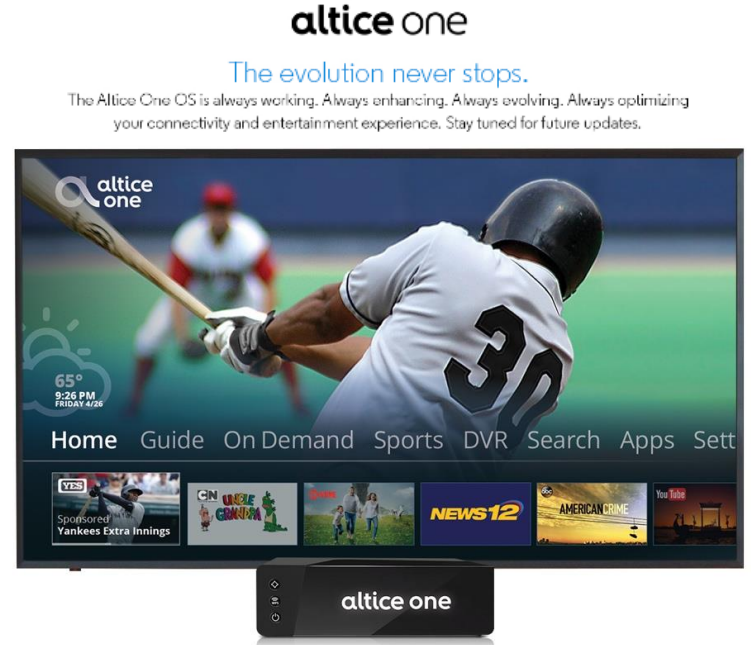 altice one
The evolution never stops.
The Altice One OS is always working. Always enhancing. Always evolving. Always optimizing
your connectivity and entertainment experience. Stay tuned for future updates.
altice
one
30
65°
9:26 PM
FRIDAY 4/26
Home Guide On Demand Sports DVR Search Apps Sett
YES
Sponsored
Yankees Extra Innings
CN UNCLE
GRANDPA
NEWS 12
abc
AMERICAN CRIME
You Tube
altice one